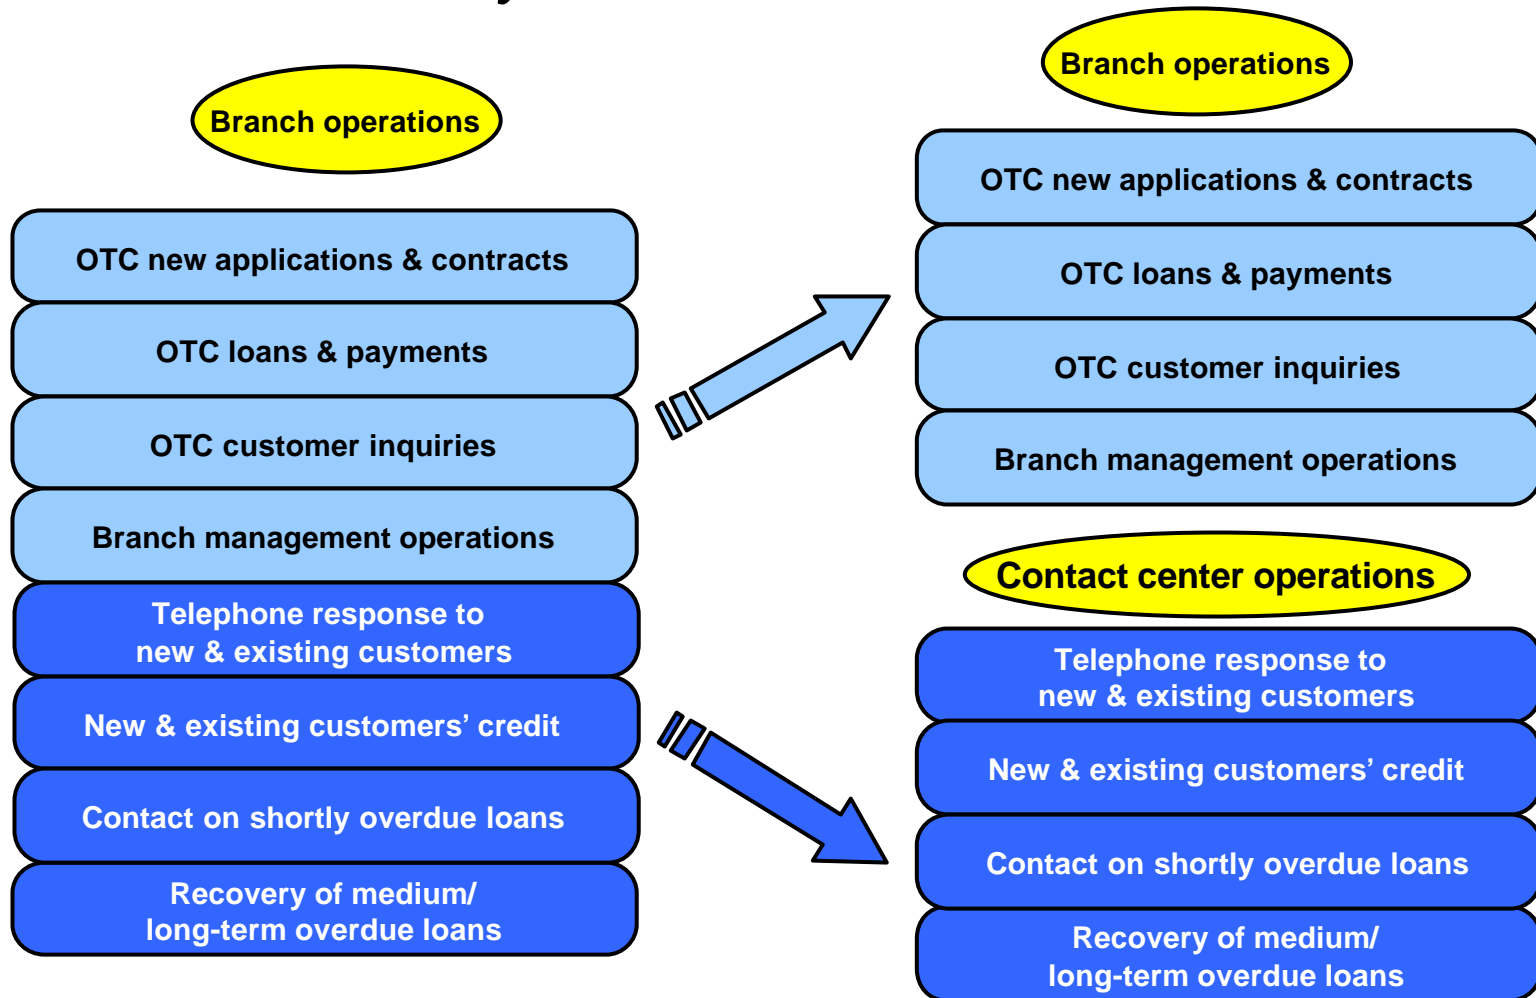 Branch operations
OTC new applications & contracts
OTC loans & payments
OTC customer inquiries
Branch management operations
Telephone response to
new & existing customers
New & existing customers’ credit
Contact on shortly overdue loans
Recovery of medium/
long-term overdue loans
Branch operations
OTC new applications & contracts
OTC loans & payments
OTC customer inquiries
Branch management operations
Contact center operations
Telephone response to
new & existing customers
New & existing customers’ credit
Contact on shortly overdue loans
Recovery of medium/
long-term overdue loans